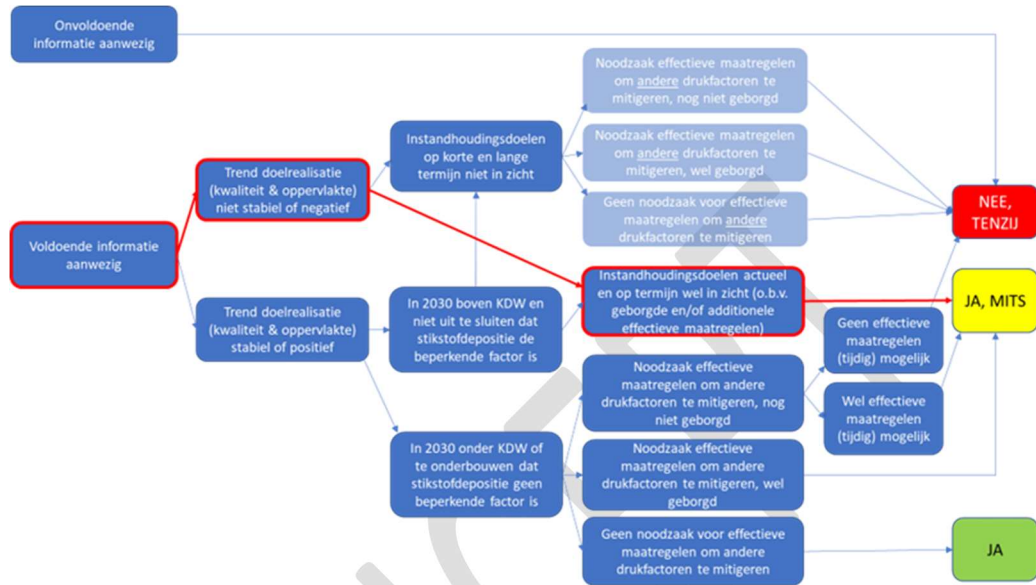 Onvoldoende
informatie aanwezig
Noodzaak effectieve maatregelen
om andere drukfactoren te
mitigeren, nog niet geborgd
Instandhoudingsdoelen
op korte en lange
termijn niet in zicht
Noodzaak effectieve maatregelen
om andere drukfactoren te
mitigeren, wel geborgd
Trend doelrealisatie
(kwaliteit & oppervlakte)
niet stabiel of negatief
Geen noodzaak voor effectieve
maatregelen om andere
drukfactoren te mitigeren
NEE,
TENZIJ
Voldoende informatie
aanwezig
Instandhoudingsdoelen actueel
en op termijn wel in zicht (o.b.v.
geborgde en/of additionele
effectieve maatregelen)
JA, MITS
Trend doelrealisatie
(kwaliteit & oppervlakte)
stabiel of positief
In 2030 boven KDW en
niet uit te sluiten dat
stikstofdepositie de
beperkende factor is
Geen effectieve
maatregelen
(tijdig) mogelijk
Noodzaak effectieve
maatregelen om andere
drukfactoren te mitigeren, nog
niet geborgd
Wel effectieve
maatregelen
(tijdig) mogelijk
In 2030 onder KDW of
te onderbouwen dat
stikstofdepositie geen
beperkende factor is
Noodzaak effectieve
maatregelen om andere
drukfactoren te mitigeren, wel
geborgd
Geen noodzaak voor effectieve
maatregelen om andere
drukfactoren te mitigeren
JA